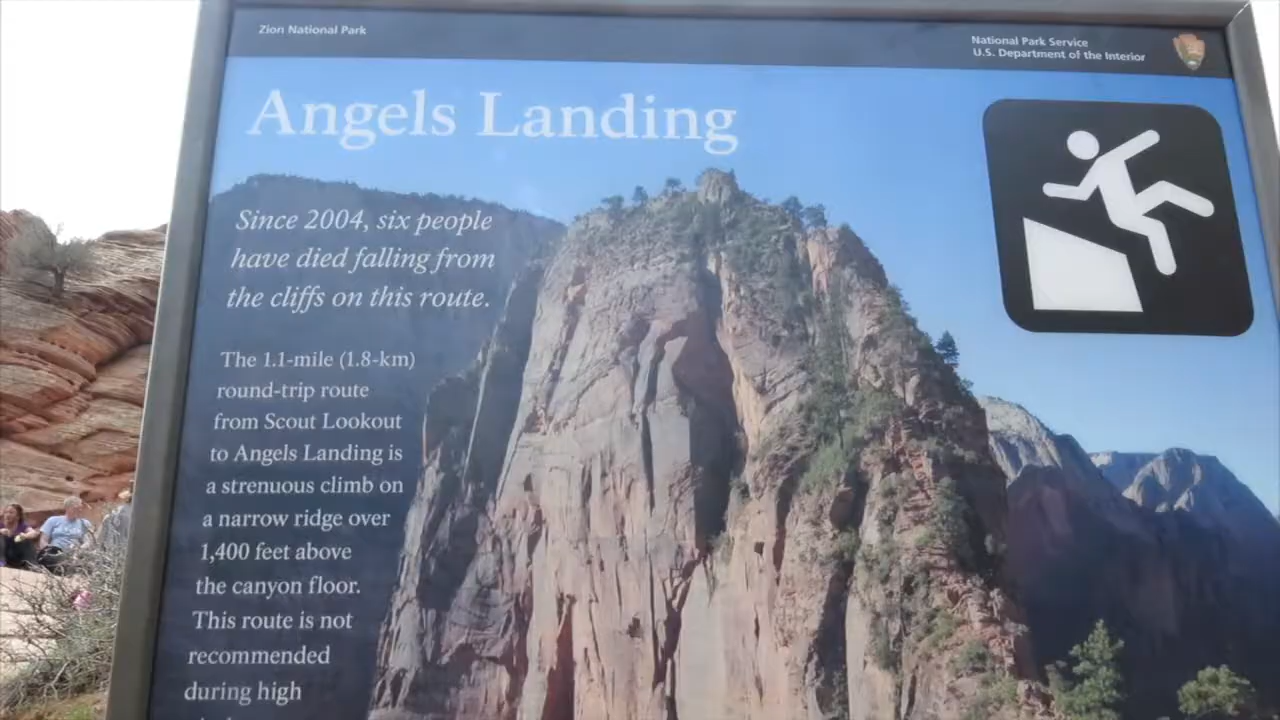 Zion National Park
National Park Service
U.S. Department of the Interior
Angels Landing
Since 2004, six people
have died falling from
the cliffs on this route.
The 1.1-mile (1.8-km)
round-trip route
from Scout Lookout
to Angels Landing is
a strenuous climb on
a narrow ridge over
1,400 feet above
the canyon floor.
This route is not
recommended
during high